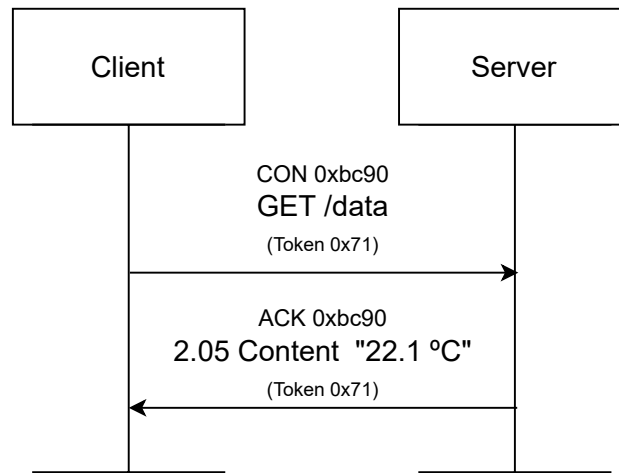 Client
Server
CON 0xbc90
GET /data
(Token 0x71)
ACK 0xbc90
2.05 Content "22.1 ºC"
(Token 0x71)